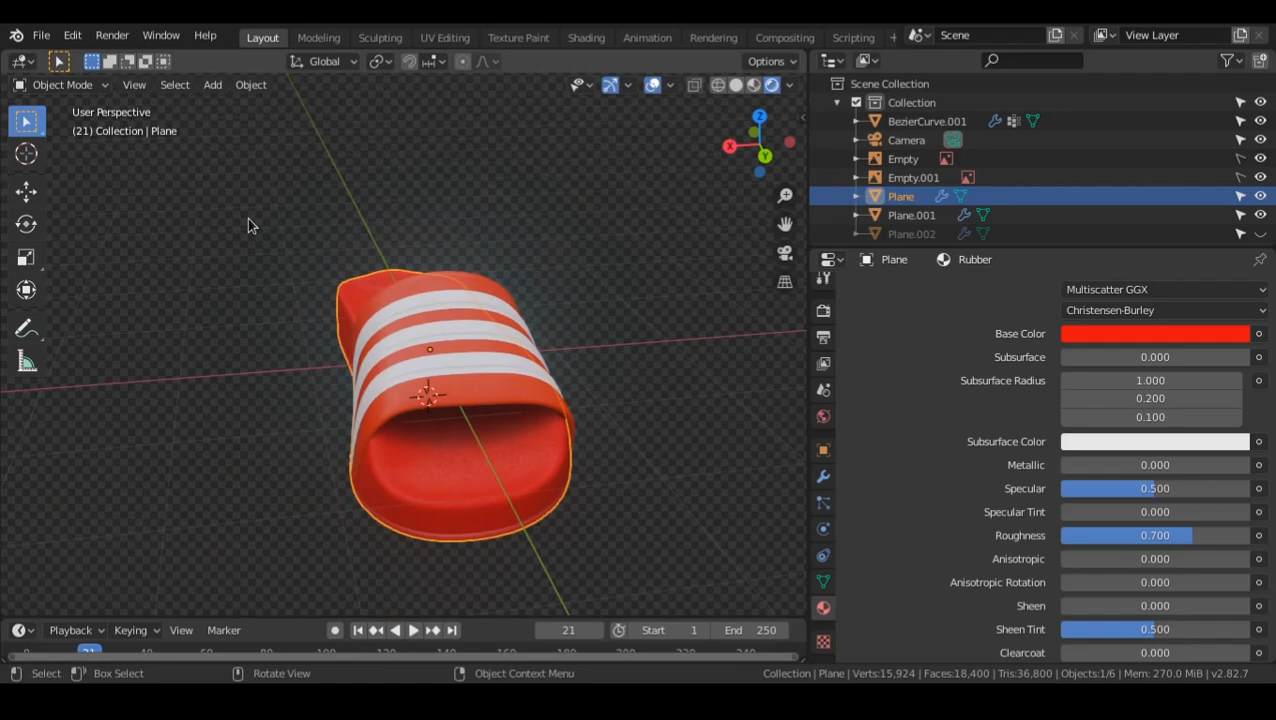 File Edit Render Window Help Layout Modeling Sculpting UV Editing Texture Paint Shading Animation Rendering Compositing Scripting + Scene View Layer
Global Options
Object Mode View Select Add Object
User Perspective
(21) Collection | Plane
Z
X
Y
Scene Collection
Collection
BezierCurve.001
Camera
Empty
Empty.001
Plane
Plane.001
Plane.002
Plane Rubber
Multiscatter GGX
Christensen-Burley
Base Color
Subsurface 0.000
Subsurface Radius 1.000
0.200
0.100
Subsurface Color
Metallic 0.000
Specular 0.500
Specular Tint 0.000
Roughness 0.700
Anisotropic 0.000
Anisotropic Rotation 0.000
Sheen 0.000
Sheen Tint 0.500
Clearcoat 0.000
Playback Keying View Marker 21 Start 1 End 250
21
Select Box Select Rotate View Object Context Menu Collection | Plane | Verts:15,924 | Faces:18,400 | Tris:36,800 | Objects:1/6 | Mem: 270.0 MiB | v2.82.7